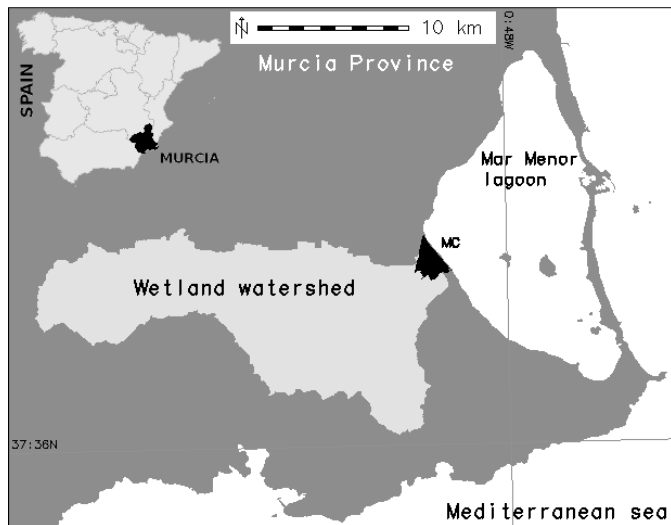 SPAIN
MURCIA
N
10 km
0:48W
Murcia Province
Mar Menor
lagoon
MC
Wetland watershed
37:36N
Mediterranean sea